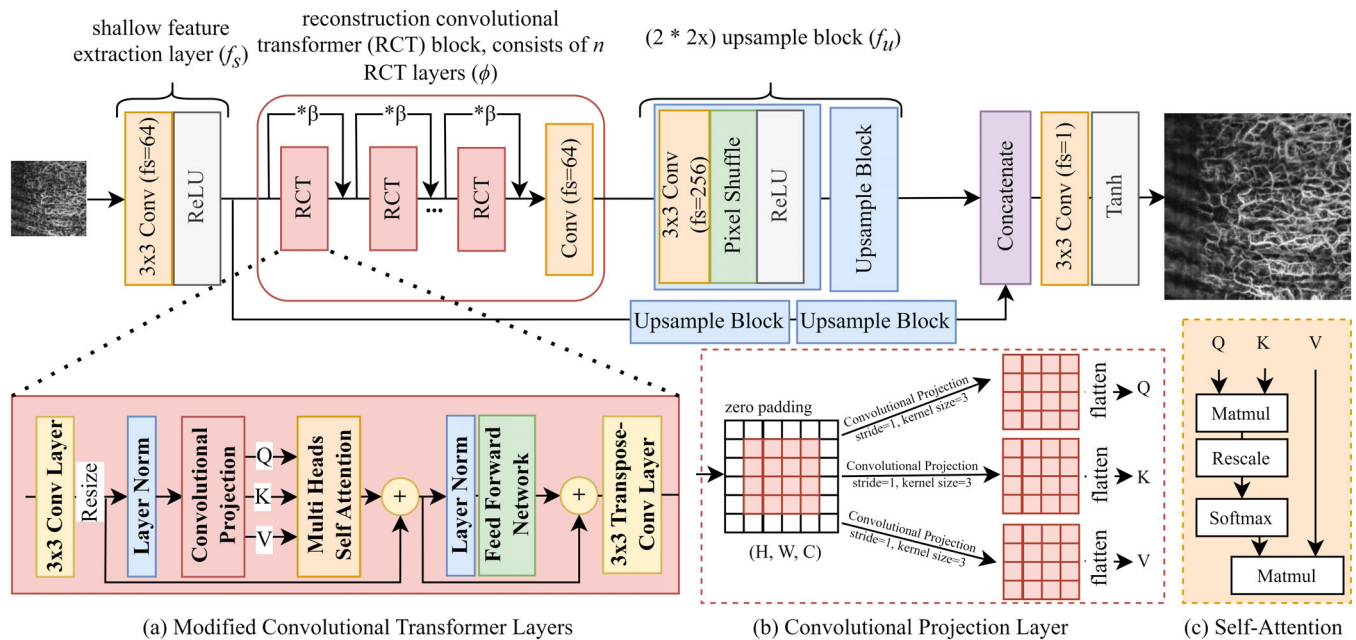 shallow feature
extraction layer (fs)
reconstruction convolutional
transformer (RCT) block, consists of n
RCT layers (ϕ)
(2 * 2x) upsample block (fu)
3x3 Conv (fs=64)
ReLU
*β
*β
*β
RCT
RCT
...
RCT
Conv (fs=64)
3x3 Conv
(fs=256)
Pixel Shuffle
ReLU
Upsample Block
Concatenate
3x3 Conv (fs=1)
Tanh
Upsample Block
Upsample Block
3x3 Conv Layer
Resize
Layer Norm
Convolutional
Projection
Q
K
V
Multi Heads
Self Attention
+
Layer Norm
Feed Forward
Network
+
3x3 Transpose-
Conv Layer
(a) Modified Convolutional Transformer Layers
zero padding
(H, W, C)
Convolutional Projection
stride=1, kernel size=3
Convolutional Projection
stride=1, kernel size=3
Convolutional Projection
stride=1, kernel size=3
flatten
Q
flatten
K
flatten
V
(b) Convolutional Projection Layer
Q K V
Matmul
Rescale
Softmax
Matmul
(c) Self-Attention